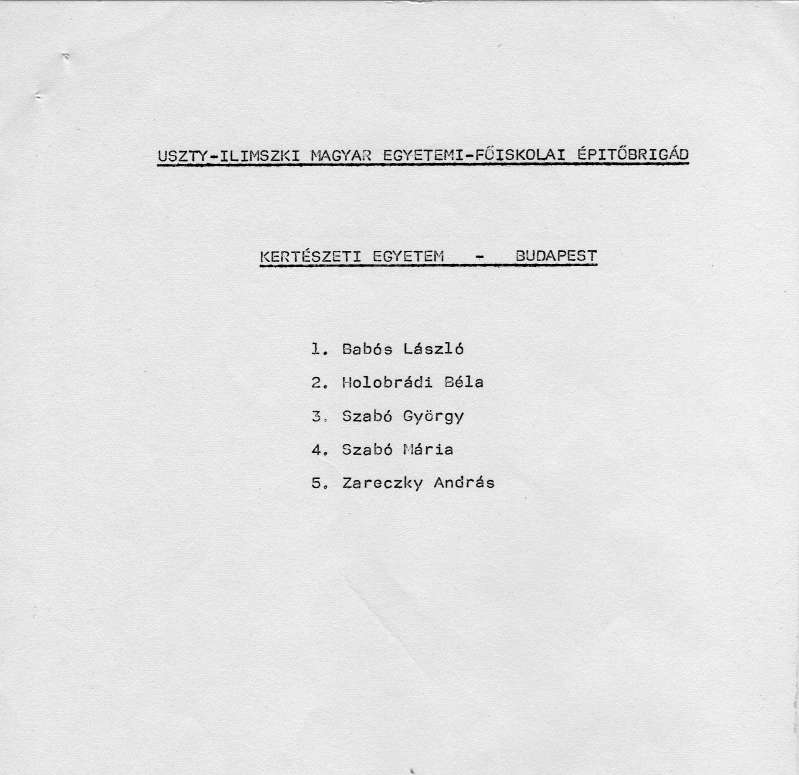 USZTY-ILIMSZKI MAGYAR EGYETEMI-FŐISKOLAI ÉPITŐBRIGÁD
KERTÉSZETI EGYETEM - BUDAPEST
1. Babós László
2. Holobrádi Béla
3. Szabó György
4. Szabó Mária
5. Zareczky András